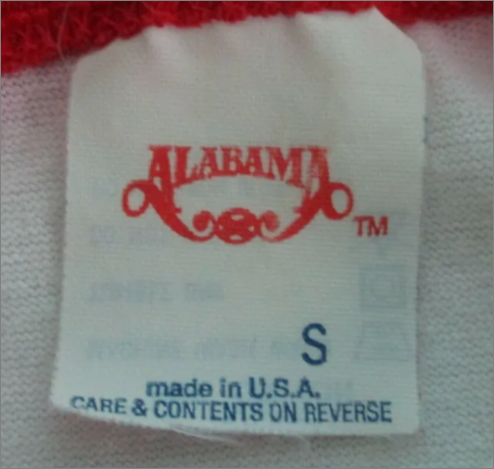 ALABAMA
TM
S
made in U.S.A.
CARE & CONTENTS ON REVERSE